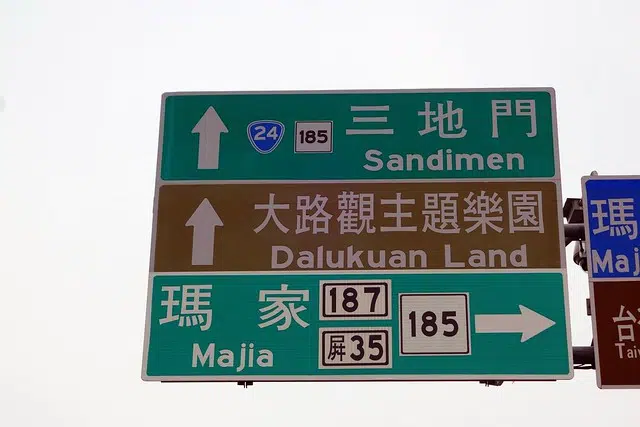 24 185 三地門
Sandimen
大路觀主題樂園
Dalukuan Land
瑪家 187 185
Majia 屏35
瑪
Maj
台
Taiw